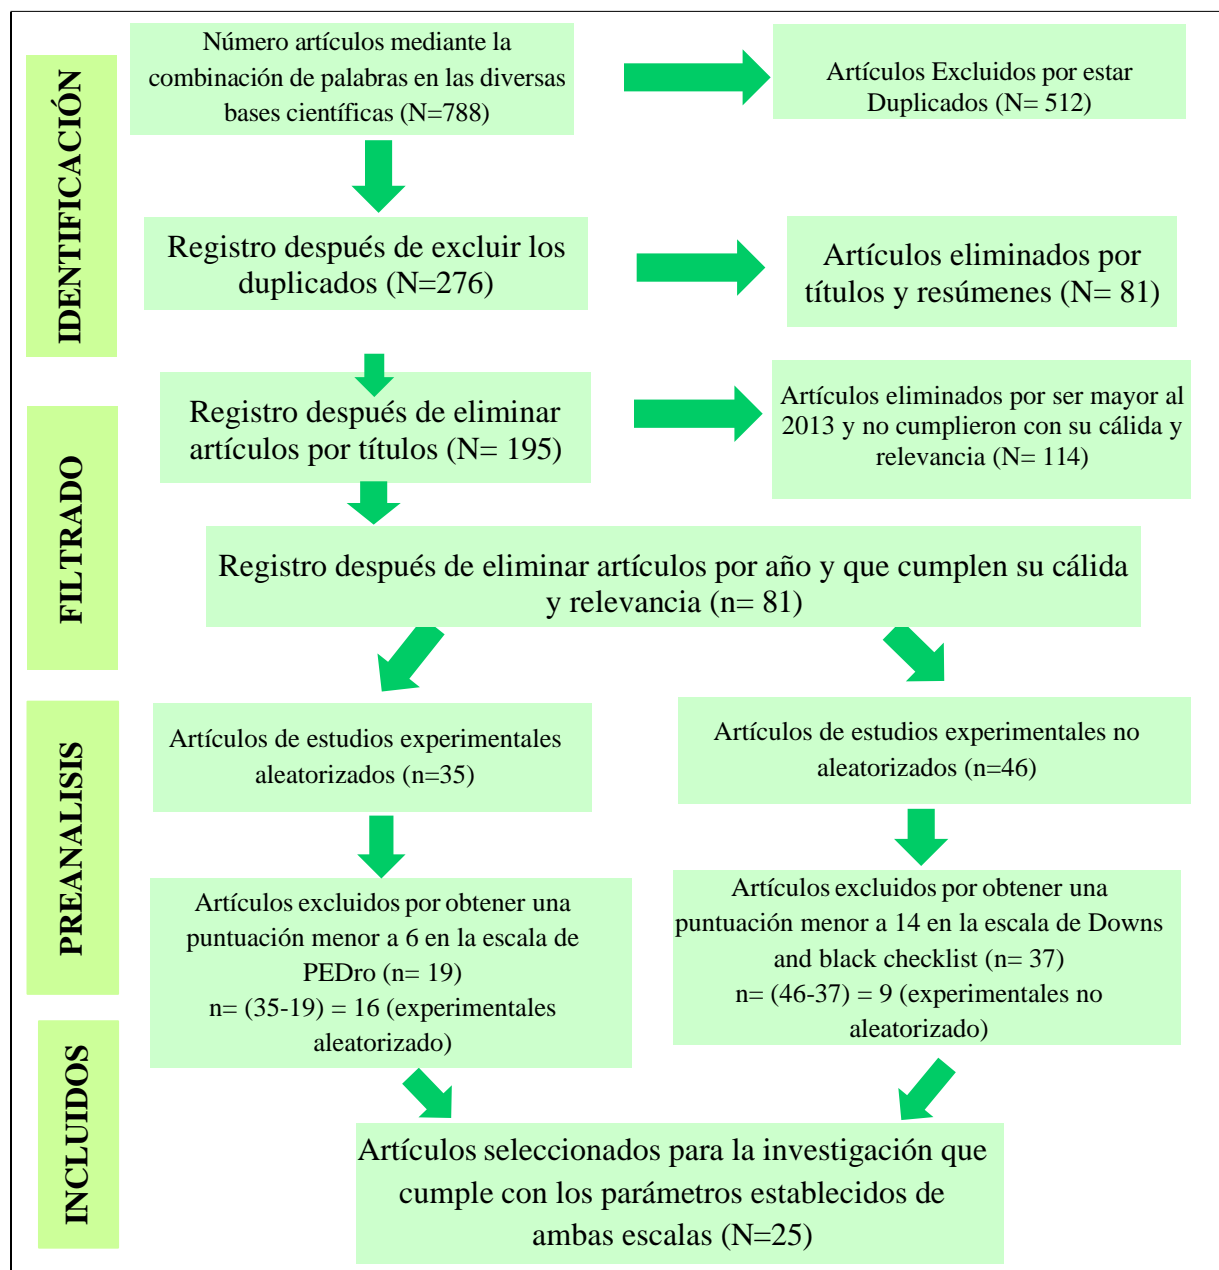 IDENTIFICACIÓN
Número artículos mediante la
combinación de palabras en las diversas
bases científicas (N=788)
Artículos Excluidos por estar
Duplicados (N= 512)
Registro después de excluir los
duplicados (N=276)
Artículos eliminados por
títulos y resúmenes (N= 81)
FILTRADO
Registro después de eliminar
artículos por títulos (N= 195)
Artículos eliminados por ser mayor al
2013 y no cumplieron con su cálida y
relevancia (N= 114)
Registro después de eliminar artículos por año y que cumplen su cálida
y relevancia (n= 81)
PREANALISIS
Artículos de estudios experimentales
aleatorizados (n=35)
Artículos de estudios experimentales no
aleatorizados (n=46)
Artículos excluidos por obtener una
puntuación menor a 6 en la escala de
PEDro (n= 19)
n= (35-19) = 16 (experimentales
aleatorizado)
Artículos excluidos por obtener una
puntuación menor a 14 en la escala de Downs
and black checklist (n= 37)
n= (46-37) = 9 (experimentales no
aleatorizado)
INCLUIDOS
Artículos seleccionados para la investigación que
cumple con los parámetros establecidos de
ambas escalas (N=25)